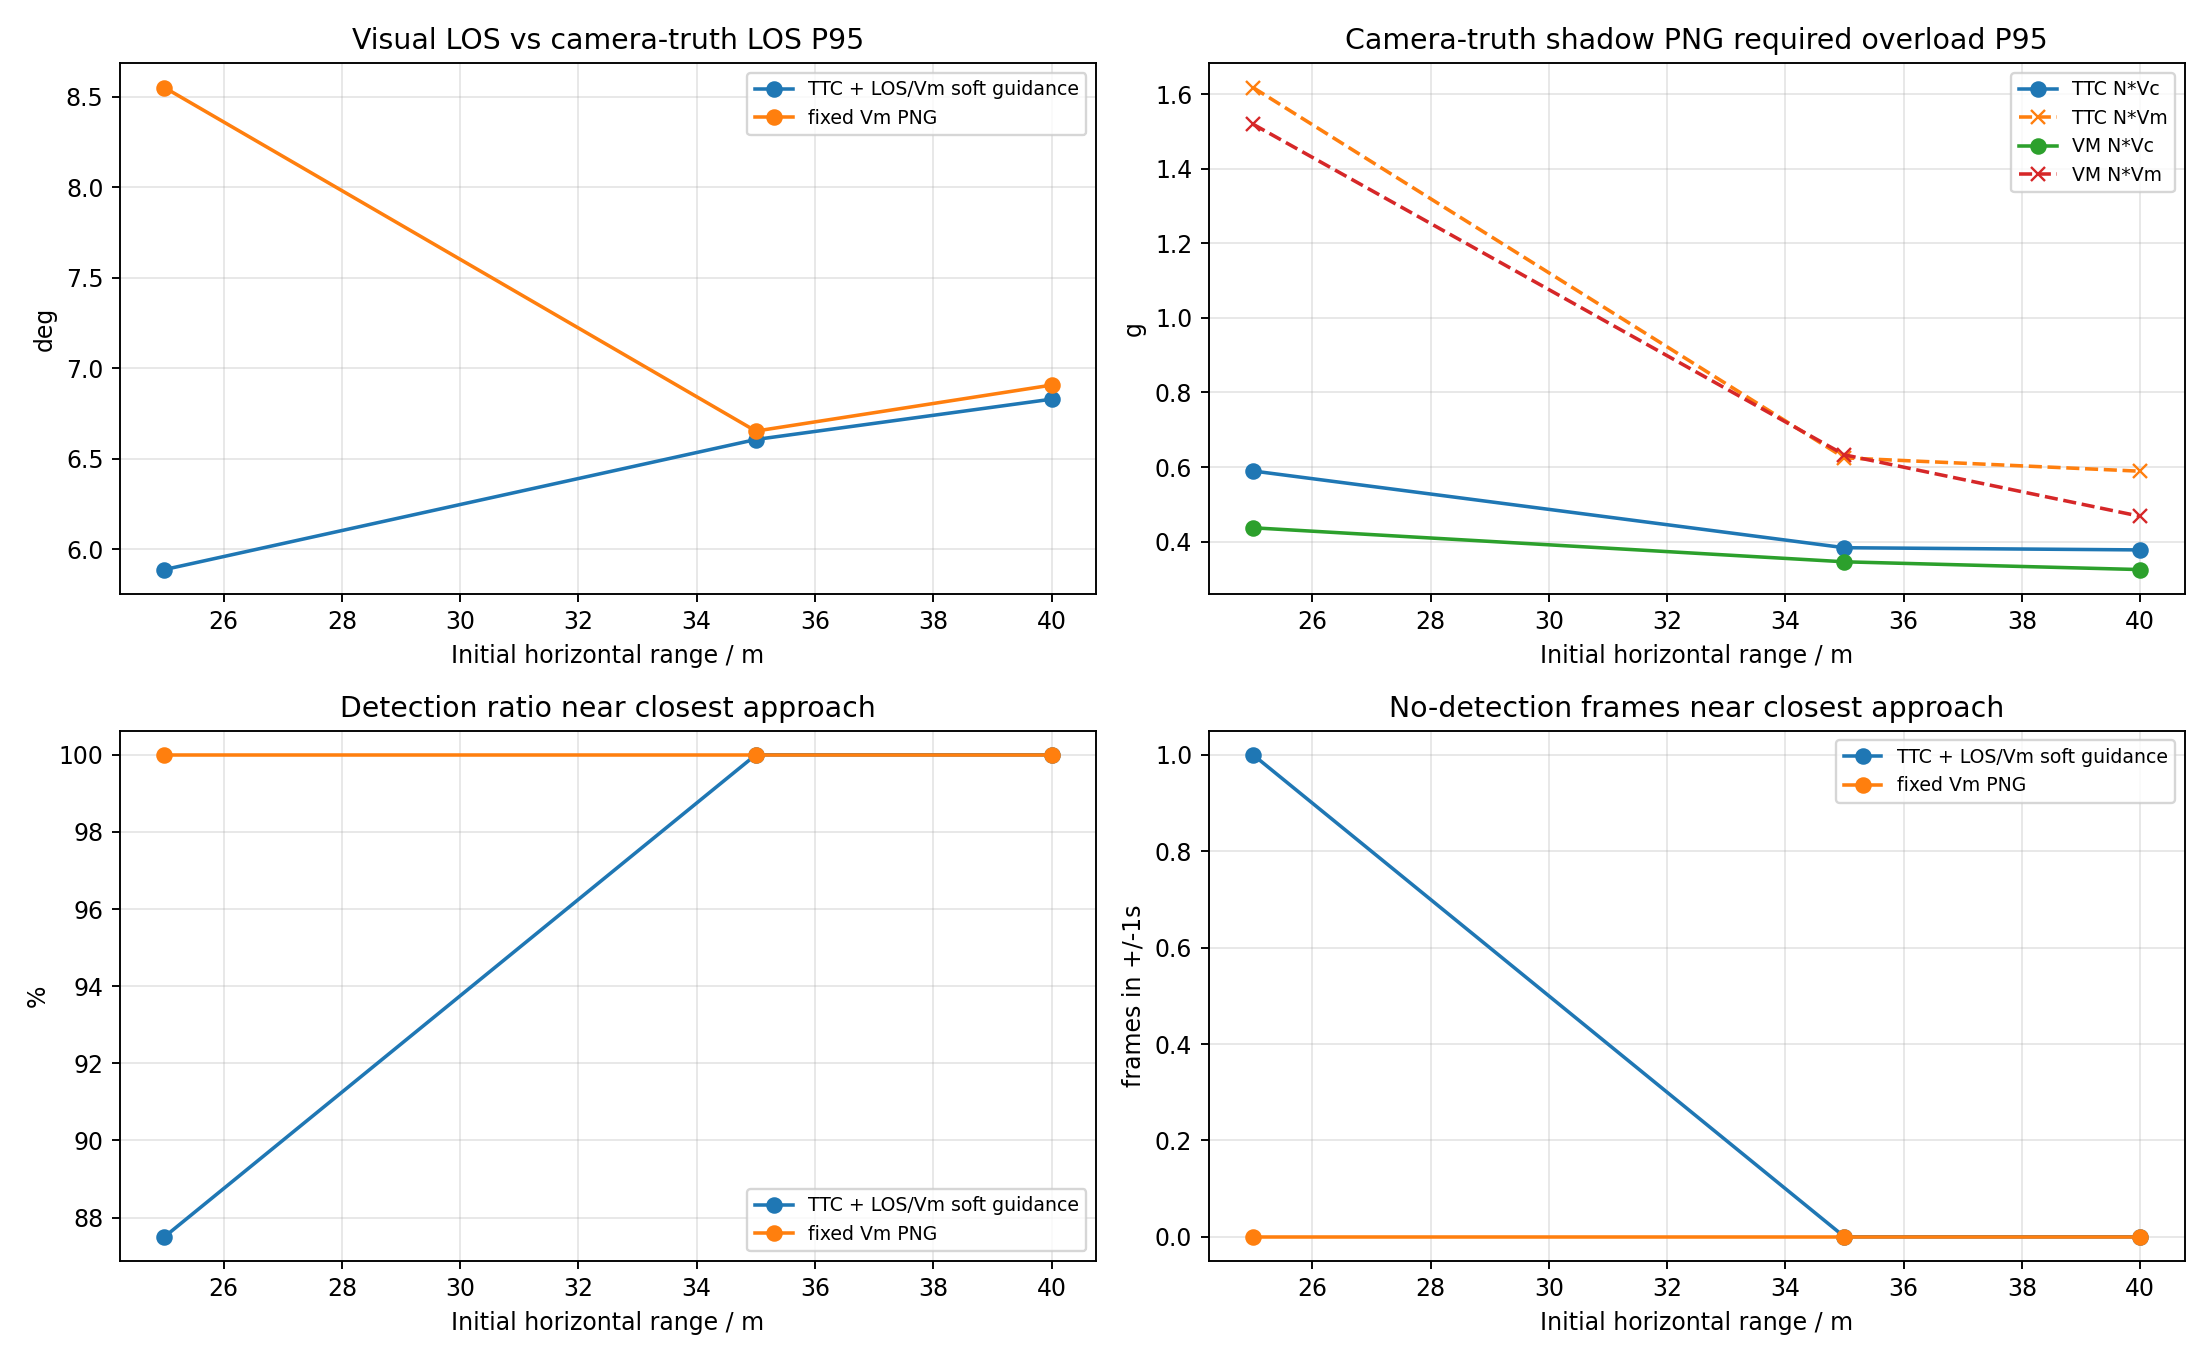 Visual LOS vs camera-truth LOS P95
8.5
8.0
7.5
7.0
6.5
6.0
deg
TTC + LOS/Vm soft guidance
fixed Vm PNG
26 28 30 32 34 36 38 40
Initial horizontal range / m
Camera-truth shadow PNG required overload P95
1.6
1.4
1.2
1.0
0.8
0.6
0.4
g
TTC N*Vc
TTC N*Vm
VM N*Vc
VM N*Vm
26 28 30 32 34 36 38 40
Initial horizontal range / m
Detection ratio near closest approach
100
98
96
94
92
90
88
%
TTC + LOS/Vm soft guidance
fixed Vm PNG
26 28 30 32 34 36 38 40
Initial horizontal range / m
No-detection frames near closest approach
1.0
0.8
0.6
0.4
0.2
0.0
frames in +/-1s
TTC + LOS/Vm soft guidance
fixed Vm PNG
26 28 30 32 34 36 38 40
Initial horizontal range / m